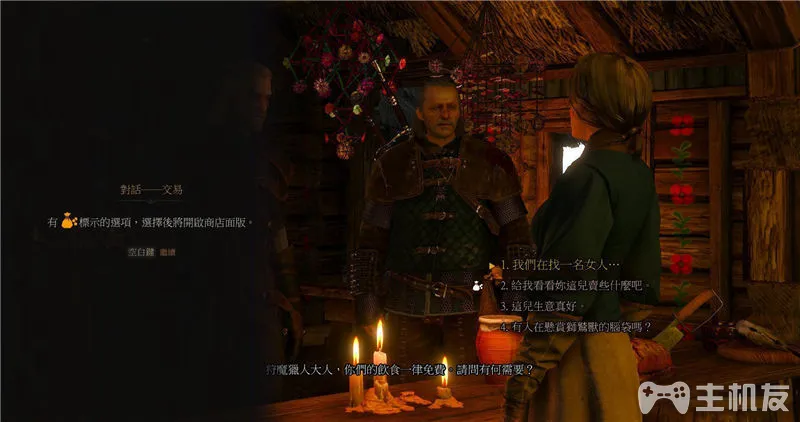 對話——交易
有 標示的選項，選擇後將開啟商店面版。
空白鍵 繼續
1. 我們在找一名女人…
2. 給我看看妳這兒賣些什麼吧。
3. 這兒生意真好。
4. 有人在懸賞獅鷲獸的腦袋嗎？
狩魔獵人大人，你們的飲食一律免費。請問有何需要？
主机友